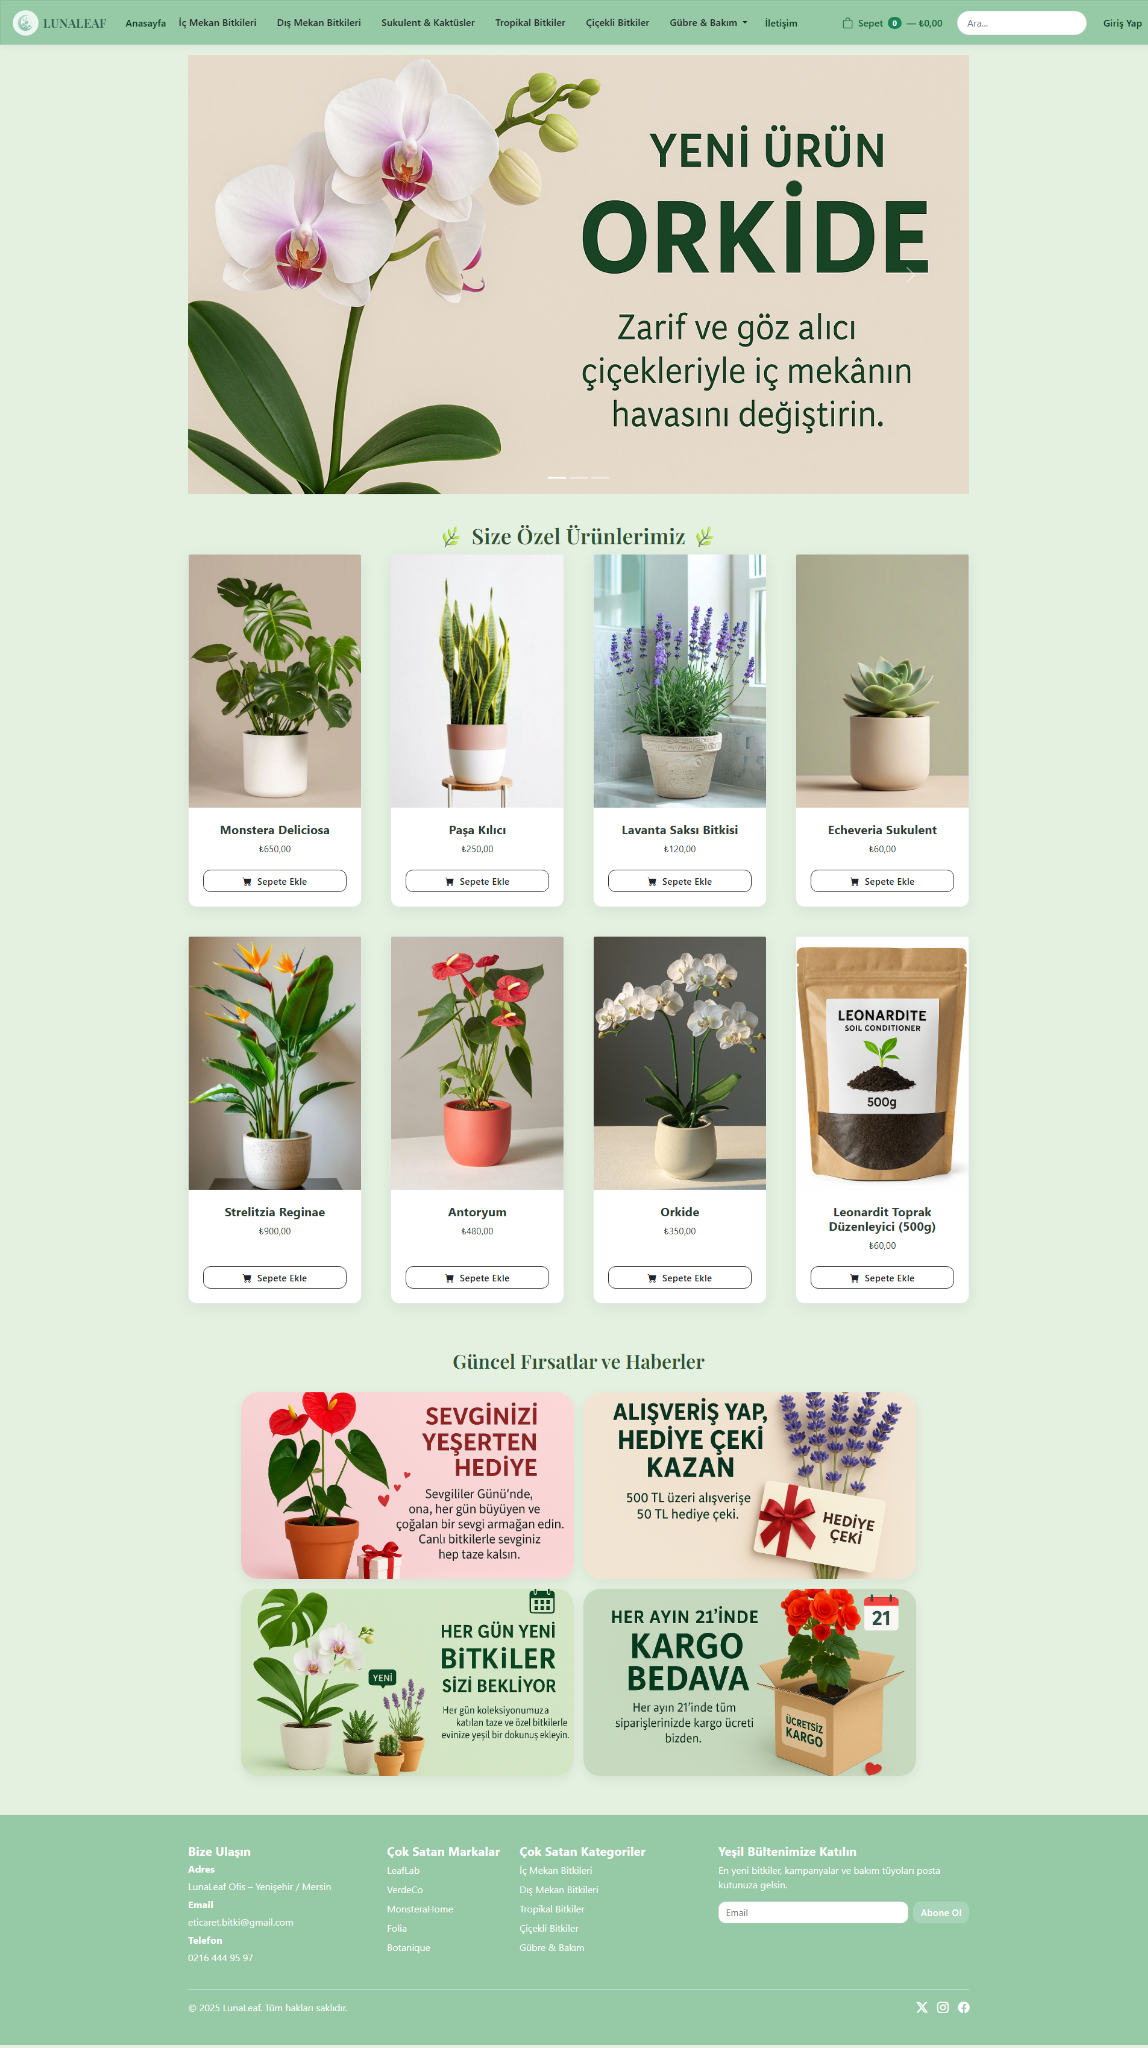 LUNALEAF
Anasayfa
İç Mekan Bitkileri
Dış Mekan Bitkileri
Sukulent & Kaktüsler
Tropikal Bitkiler
Çiçekli Bitkiler
Gübre & Bakım
İletişim
Sepet 0 — ₺0,00
Ara...
Giriş Yap
YENİ ÜRÜN
ORKİDE
Zarif ve göz alıcı
çiçekleriyle iç mekânın
havasını değiştirin.
Size Özel Ürünlerimiz
Monstera Deliciosa
₺650,00
Sepete Ekle
Paşa Kılıcı
₺250,00
Sepete Ekle
Lavanta Saksı Bitkisi
₺120,00
Sepete Ekle
Echeveria Sukulent
₺60,00
Sepete Ekle
Strelitzia Reginae
₺900,00
Sepete Ekle
Antoryum
₺480,00
Sepete Ekle
Orkide
₺350,00
Sepete Ekle
LEONARDITE
SOIL CONDITIONER
500g
Leonardit Toprak
Düzenleyici (500g)
₺60,00
Sepete Ekle
Güncel Fırsatlar ve Haberler
SEVGİNİZİ
YEŞERTEN
HEDİYE
Sevgililer Günü'nde,
ona, her gün büyüyen ve
çoğalan bir sevgi armağan edin.
Canlı bitkilerle sevginiz
hep taze kalsın.
ALIŞVERİŞ YAP,
HEDİYE ÇEKİ
KAZAN
500 TL üzeri alışverişe
50 TL hediye çeki.
HEDİYE
ÇEKİ
HER GÜN YENİ
BİTKİLER
SİZİ BEKLİYOR
YENİ
Her gün koleksiyonumuza
katılan taze ve özel bitkilerle
evinize yeşil bir dokunuş ekleyin.
HER AYIN 21'İNDE
KARGO
BEDAVA
Her ayın 21'inde tüm
siparişlerinizde kargo ücreti
bizden.
21
ÜCRETSİZ
KARGO
Bize Ulaşın
Adres
LunaLeaf Ofis – Yenişehir / Mersin
Email
eticaret.bitki@gmail.com
Telefon
0216 444 95 97
Çok Satan Markalar
LeafLab
VerdeCo
MonsteraHome
Folia
Botanique
Çok Satan Kategoriler
İç Mekan Bitkileri
Dış Mekan Bitkileri
Tropikal Bitkiler
Çiçekli Bitkiler
Gübre & Bakım
Yeşil Bültenimize Katılın
En yeni bitkiler, kampanyalar ve bakım tüyoları posta
kutunuza gelsin.
Email
Abone Ol
© 2025 LunaLeaf. Tüm hakları saklıdır.